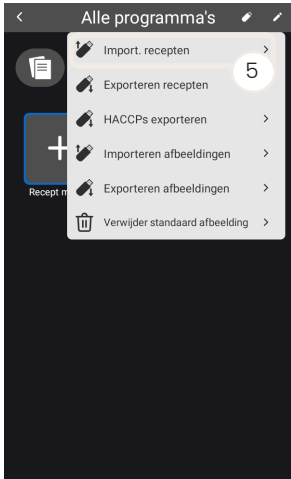 Alle programma's
Import. recepten
5
Exporteren recepten
HACCPs exporteren
Importeren afbeeldingen
Exporteren afbeeldingen
Verwijder standaard afbeelding
Recept m